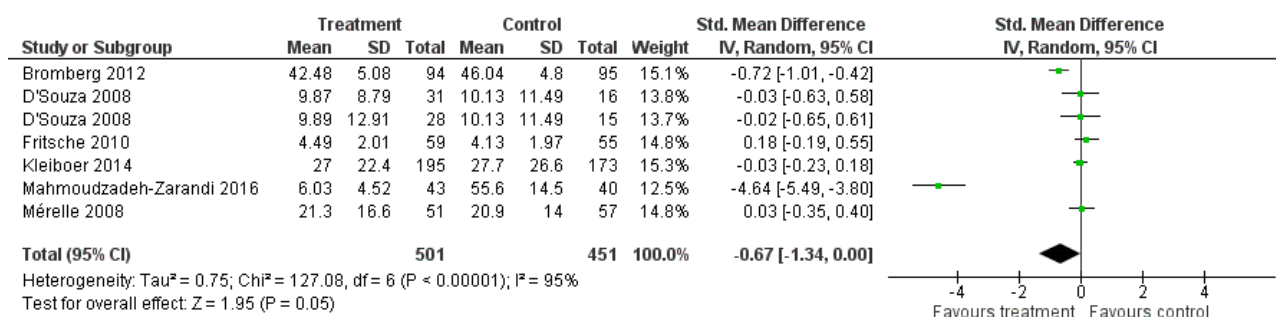 Treatment Control Std. Mean Difference Std. Mean Difference
Study or Subgroup Mean SD Total Mean SD Total Weight IV, Random, 95% CI IV, Random, 95% CI
Bromberg 2012 42.48 5.08 94 46.04 4.8 95 15.1% -0.72 [-1.01, -0.42]
D'Souza 2008 9.87 8.79 31 10.13 11.49 16 13.8% -0.03 [-0.63, 0.58]
D'Souza 2008 9.89 12.91 28 10.13 11.49 15 13.7% -0.02 [-0.65, 0.61]
Fritsche 2010 4.49 2.01 59 4.13 1.97 55 14.8% 0.18 [-0.19, 0.55]
Kleiboer 2014 27 22.4 195 27.7 26.6 173 15.3% -0.03 [-0.23, 0.18]
Mahmoudzadeh-Zarandi 2016 6.03 4.52 43 55.6 14.5 40 12.5% -4.64 [-5.49, -3.80]
Mérelle 2008 21.3 16.6 51 20.9 14 57 14.8% 0.03 [-0.35, 0.40]
Total (95% CI) 501 451 100.0% -0.67 [-1.34, 0.00]
Heterogeneity: Tau² = 0.75; Chi² = 127.08, df = 6 (P < 0.00001); I² = 95%
Test for overall effect: Z = 1.95 (P = 0.05)
-4 -2 0 2 4
Favours treatment Favours control